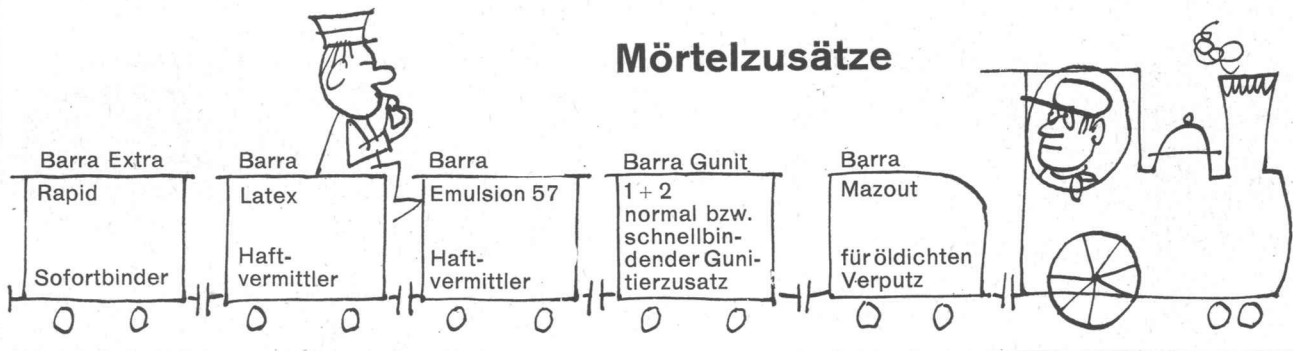 Mörtelzusätze
Barra Extra
Rapid
Sofortbinder
Barra
Latex
Haft-
vermittler
Barra
Emulsion 57
Haft-
vermittler
Barra Gunit
1 + 2
normal bzw.
schnellbin-
dender Guni-
tierzusatz
Barra
Mazout
für öldichten
Verputz